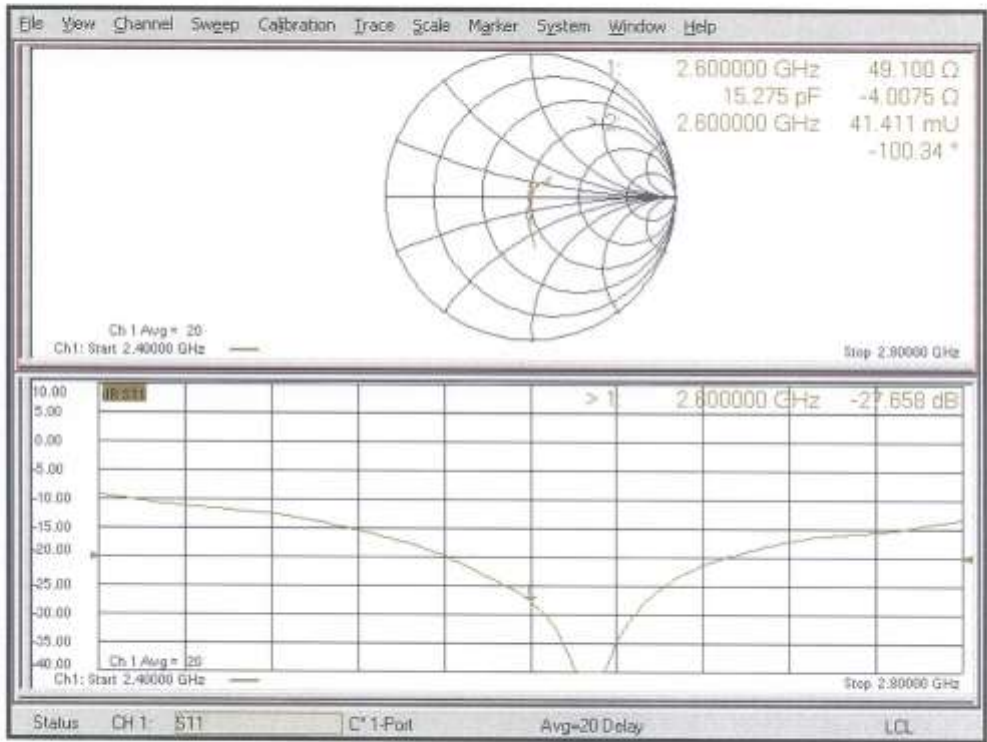 File View Channel Sweep Calibration Trace Scale Marker System Window Help
1: 2.600000 GHz 49.100 Ω
15.275 pF -4.0075 Ω
> 2: 2.600000 GHz 41.411 mU
-100.34 °
Ch 1 Avg = 20
Ch1: Start 2.40000 GHz
Stop 2.80000 GHz
10.00
5.00
0.00
-5.00
-10.00
-15.00
-20.00
-25.00
-30.00
-35.00
-40.00
> 1: 2.600000 GHz -27.658 dB
1
Ch 1 Avg = 20
Ch1: Start 2.40000 GHz
Stop 2.80000 GHz
Status CH 1: S11 C* 1-Port Avg=20 Delay LCL